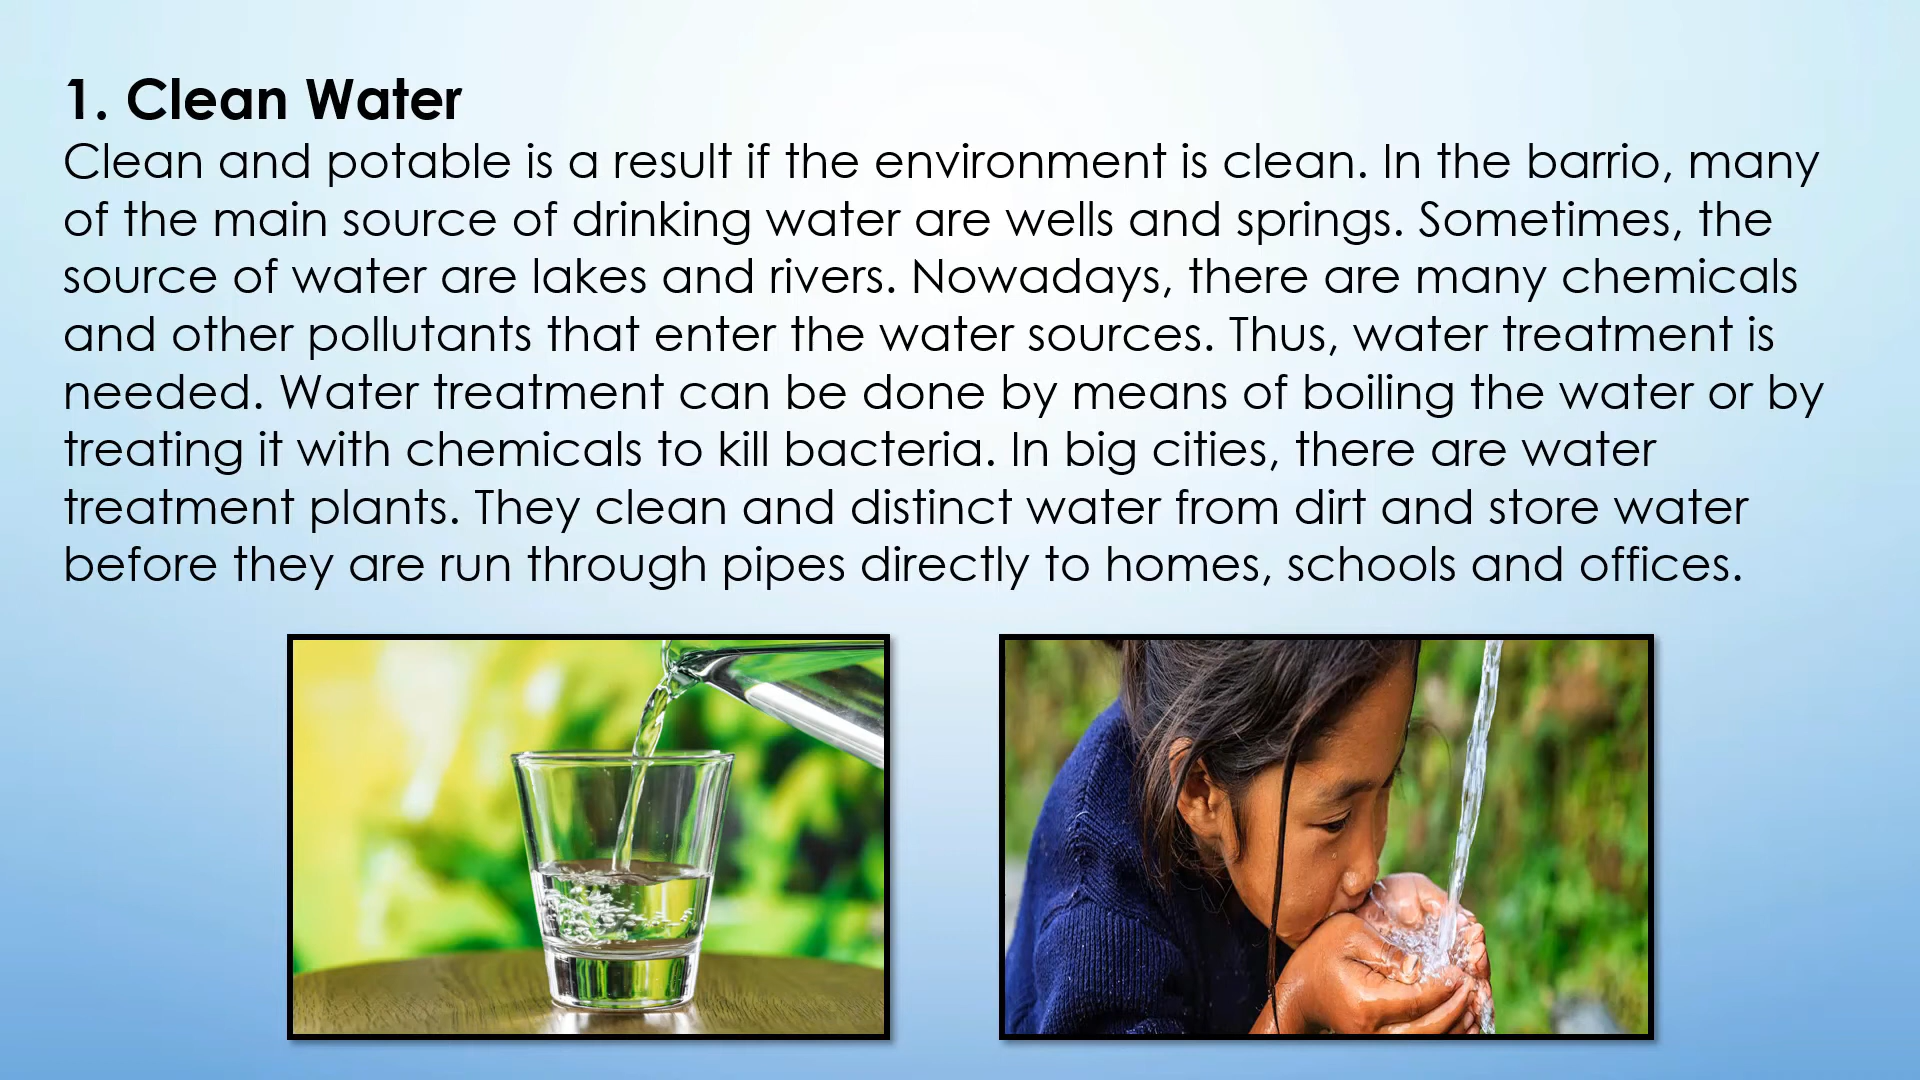 1. Clean Water
Clean and potable is a result if the environment is clean. In the barrio, many
of the main source of drinking water are wells and springs. Sometimes, the
source of water are lakes and rivers. Nowadays, there are many chemicals
and other pollutants that enter the water sources. Thus, water treatment is
needed. Water treatment can be done by means of boiling the water or by
treating it with chemicals to kill bacteria. In big cities, there are water
treatment plants. They clean and distinct water from dirt and store water
before they are run through pipes directly to homes, schools and offices.